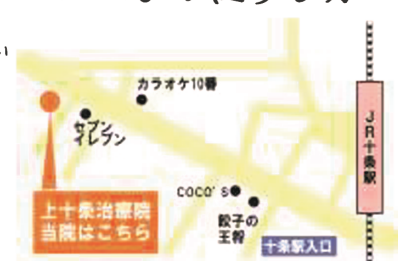 い
カラオケ10番
セブン
イレブン
JR十条駅
coco's
餃子の
王将
上十条治療院
当院はこちら
十条駅入口